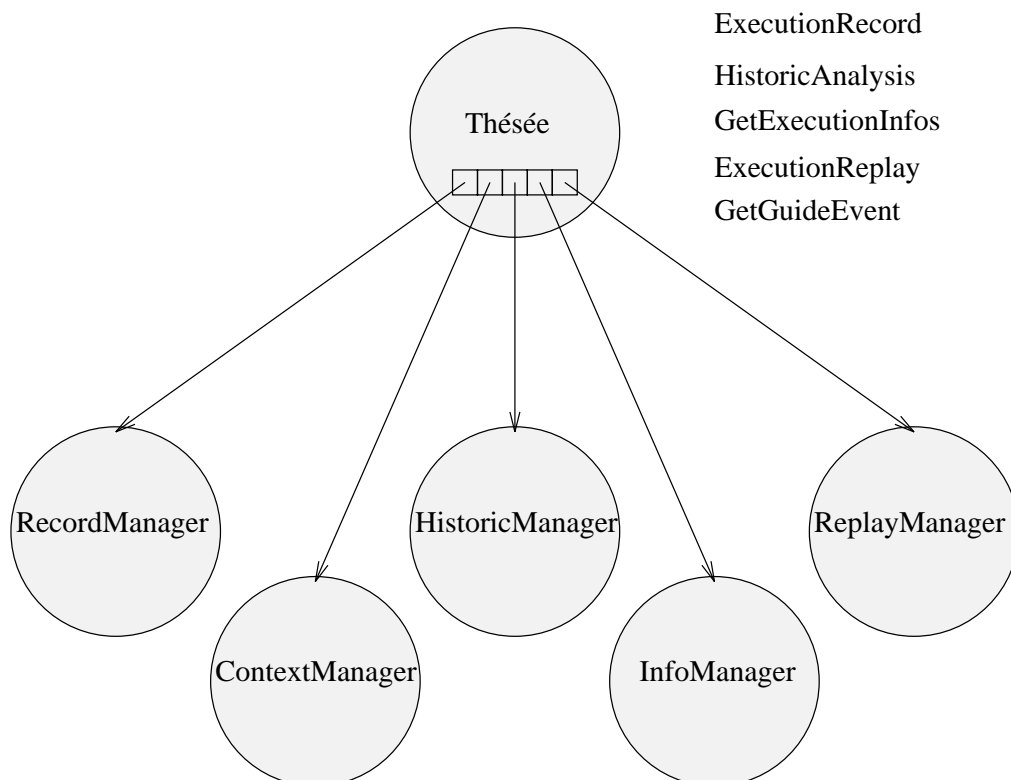 ExecutionRecord
HistoricAnalysis
Thésée
GetExecutionInfos
ExecutionReplay
GetGuideEvent
RecordManager
HistoricManager
ReplayManager
ContextManager
InfoManager